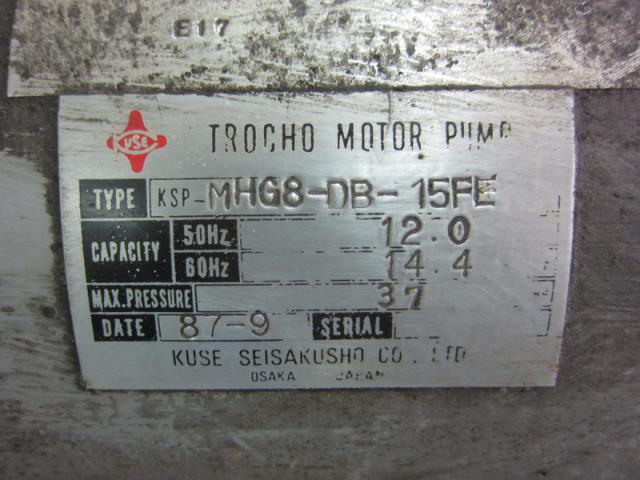 E17
KUSE
TROCHO MOTOR PUMP
TYPE KSP-MHG8-DB-15FE
CAPACITY 50Hz 12.0
60Hz 14.4
MAX.PRESSURE 37
DATE 87-9 SERIAL
KUSE SEISAKUSHO CO. LTD
OSAKA JAPAN